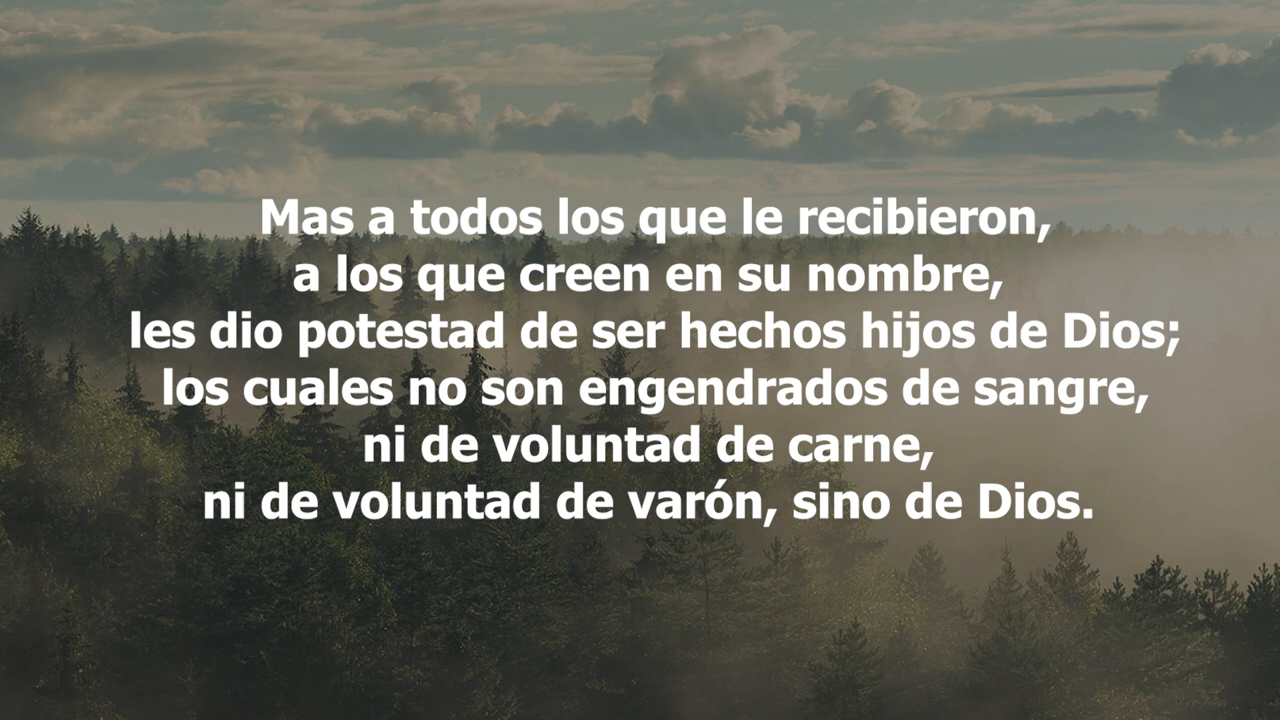 Mas a todos los que le recibieron,
a los que creen en su nombre,
les dio potestad de ser hechos hijos de Dios;
los cuales no son engendrados de sangre,
ni de voluntad de carne,
ni de voluntad de varón, sino de Dios.